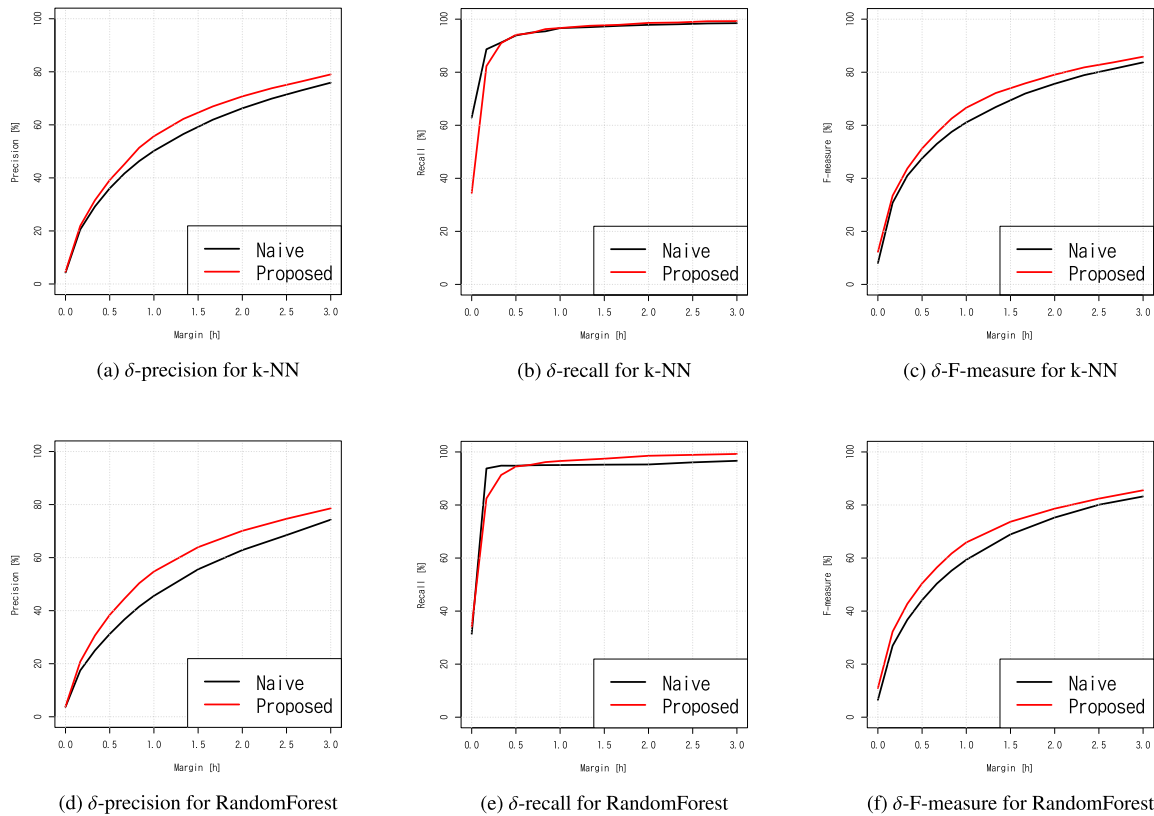 Precision [%]
0 20 40 60 80 100
Naive
Proposed
0.0 0.5 1.0 1.5 2.0 2.5 3.0
Margin [h]
(a) δ-precision for k-NN
Recall [%]
0 20 40 60 80 100
Naive
Proposed
0.0 0.5 1.0 1.5 2.0 2.5 3.0
Margin [h]
(b) δ-recall for k-NN
F-measure [%]
0 20 40 60 80 100
Naive
Proposed
0.0 0.5 1.0 1.5 2.0 2.5 3.0
Margin [h]
(c) δ-F-measure for k-NN
Precision [%]
0 20 40 60 80 100
Naive
Proposed
0.0 0.5 1.0 1.5 2.0 2.5 3.0
Margin [h]
(d) δ-precision for RandomForest
Recall [%]
0 20 40 60 80 100
Naive
Proposed
0.0 0.5 1.0 1.5 2.0 2.5 3.0
Margin [h]
(e) δ-recall for RandomForest
F-measure [%]
0 20 40 60 80 100
Naive
Proposed
0.0 0.5 1.0 1.5 2.0 2.5 3.0
Margin [h]
(f) δ-F-measure for RandomForest